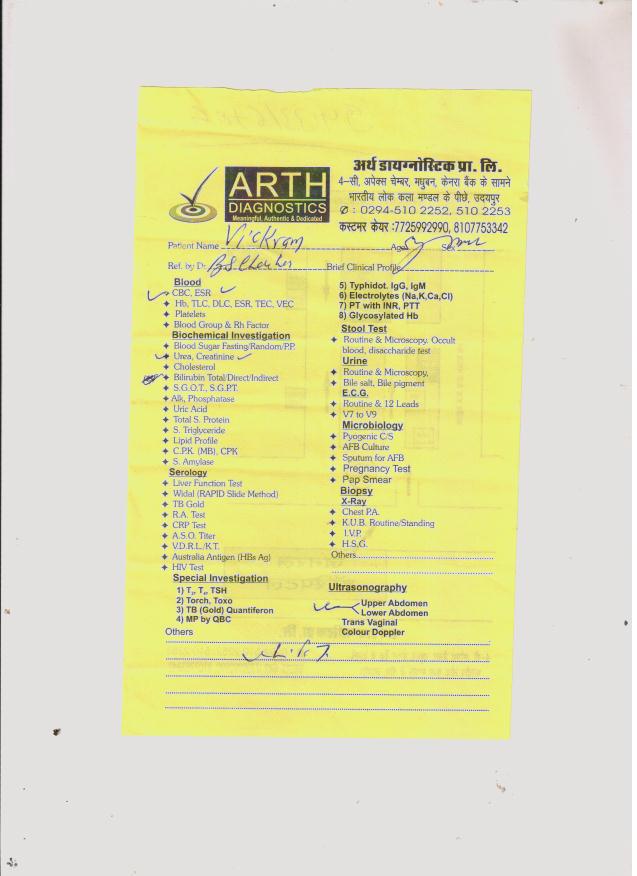 ARTH
DIAGNOSTICS
Meaningful, Authentic & Dedicated
अर्थ डायग्नोस्टिक प्रा. लि.
4-सी, अपेक्स चेम्बर, मधुबन, केनरा बैंक के सामने
भारतीय लोक कला मण्डल के पीछे, उदयपुर
✆ : 0294-510 2252, 510 2253
कस्टमर केयर :7725992990, 8107753342
Patient Name Vickram Age Sex
Ref. by Dr. Brief Clinical Profile
Blood
CBC, ESR
Hb, TLC, DLC, ESR, TEC, VEC
Platelets
Blood Group & Rh Factor
Biochemical Investigation
Blood Sugar Fasting/Random/P.P.
Urea, Creatinine
Cholesterol
Bilirubin Total/Direct/Indirect
S.G.O.T., S.G.P.T.
Alk, Phosphatase
Uric Acid
Total S. Protein
S. Triglyceride
Lipid Profile
C.P.K. (MB), CPK
S. Amylase
Serology
Liver Function Test
Widal (RAPID Slide Method)
TB Gold
R.A. Test
CRP Test
A.S.O. Titer
V.D.R.L./K.T.
Australia Antigen (HBs Ag)
HIV Test
Special Investigation
1) T₃, T₄, TSH
2) Torch, Toxo
3) TB (Gold) Quantiferon
4) MP by QBC
Others
5) Typhidot. IgG, IgM
6) Electrolytes (Na,K,Ca,Cl)
7) PT with INR, PTT
8) Glycosylated Hb
Stool Test
Routine & Microscopy. Occult
blood, disaccharide test
Urine
Routine & Microscopy,
Bile salt, Bile pigment
E.C.G.
Routine & 12 Leads
V7 to V9
Microbiology
Pyogenic C/S
AFB Culture
Sputum for AFB
Pregnancy Test
Pap Smear
Biopsy
X-Ray
Chest P.A.
K.U.B. Routine/Standing
I.V.P.
H.S.G.
Others
Ultrasonography
Upper Abdomen
Lower Abdomen
Trans Vaginal
Colour Doppler